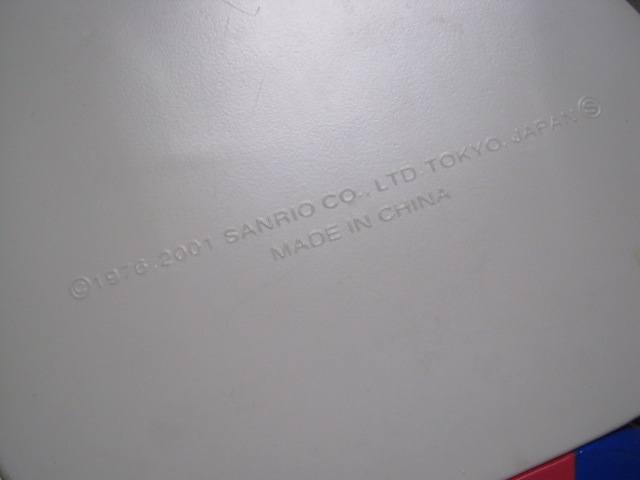 ©1976, 2001 SANRIO CO., LTD. TOKYO, JAPAN Ⓢ
MADE IN CHINA